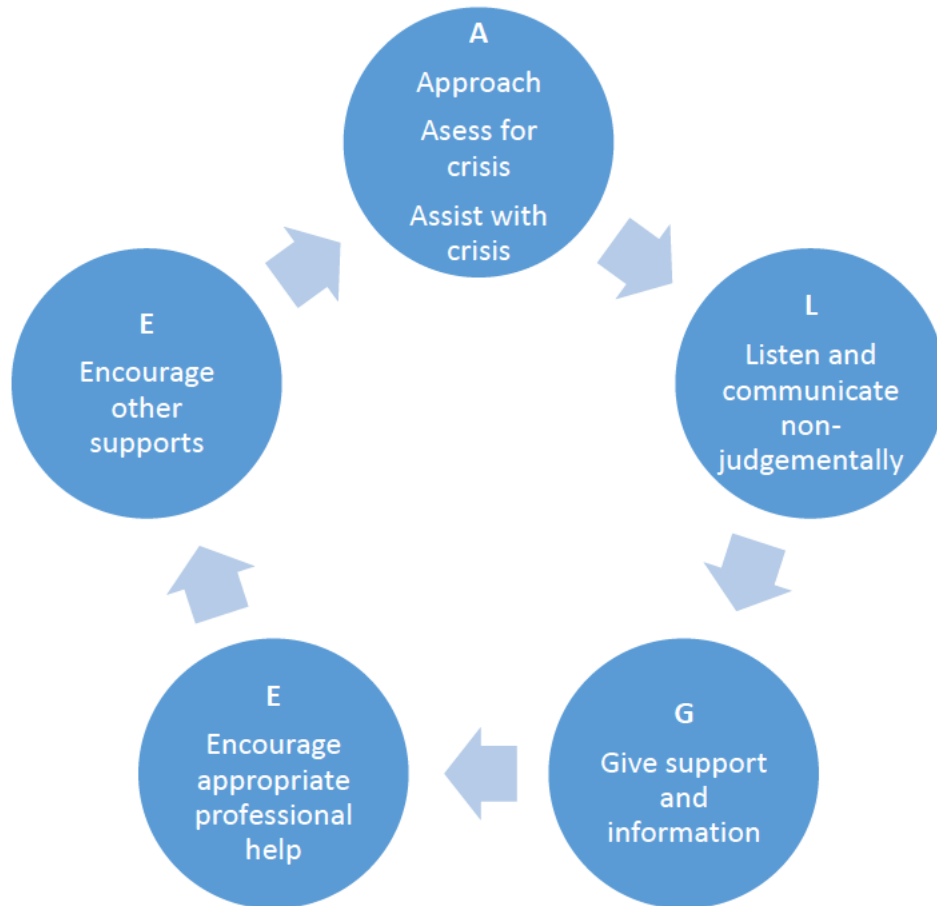 A
Approach
Asess for
crisis
Assist with
crisis
L
Listen and
communicate
non-
judgementally
G
Give support
and
information
E
Encourage
appropriate
professional
help
E
Encourage
other
supports